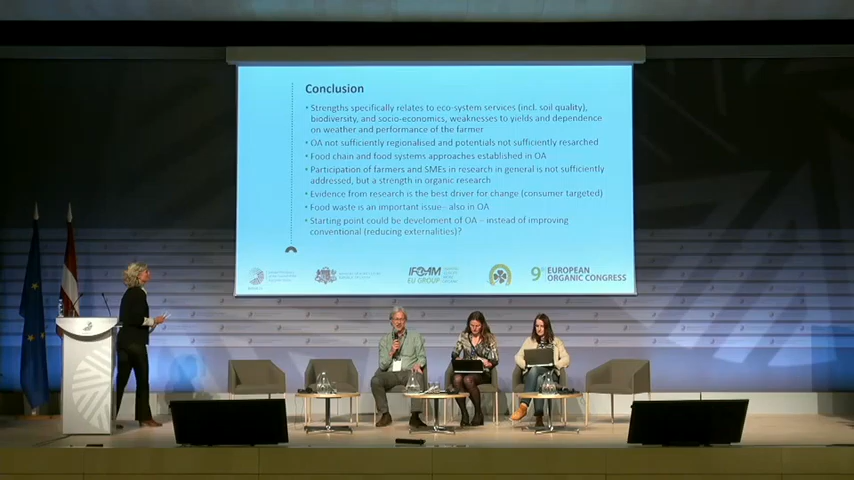 Conclusion
• Strengths specifically relates to eco-system services (incl. soil quality),
biodiversity, and socio-economics, weaknesses to yields and dependence
on weather and performance of the farmer
• OA not sufficiently regionalised and potentials not sufficiently resarched
• Food chain and food systems approaches established in OA
• Participation of farmers and SMEs in research in general is not sufficiently
addressed, but a strength in organic research
• Evidence from research is the best driver for change (consumer targeted)
• Food waste is an important issue - also in OA
• Starting point could be develoment of OA – instead of improving
conventional (reducing externalities)?
IFOAM
EU GROUP
9th EUROPEAN
ORGANIC CONGRESS